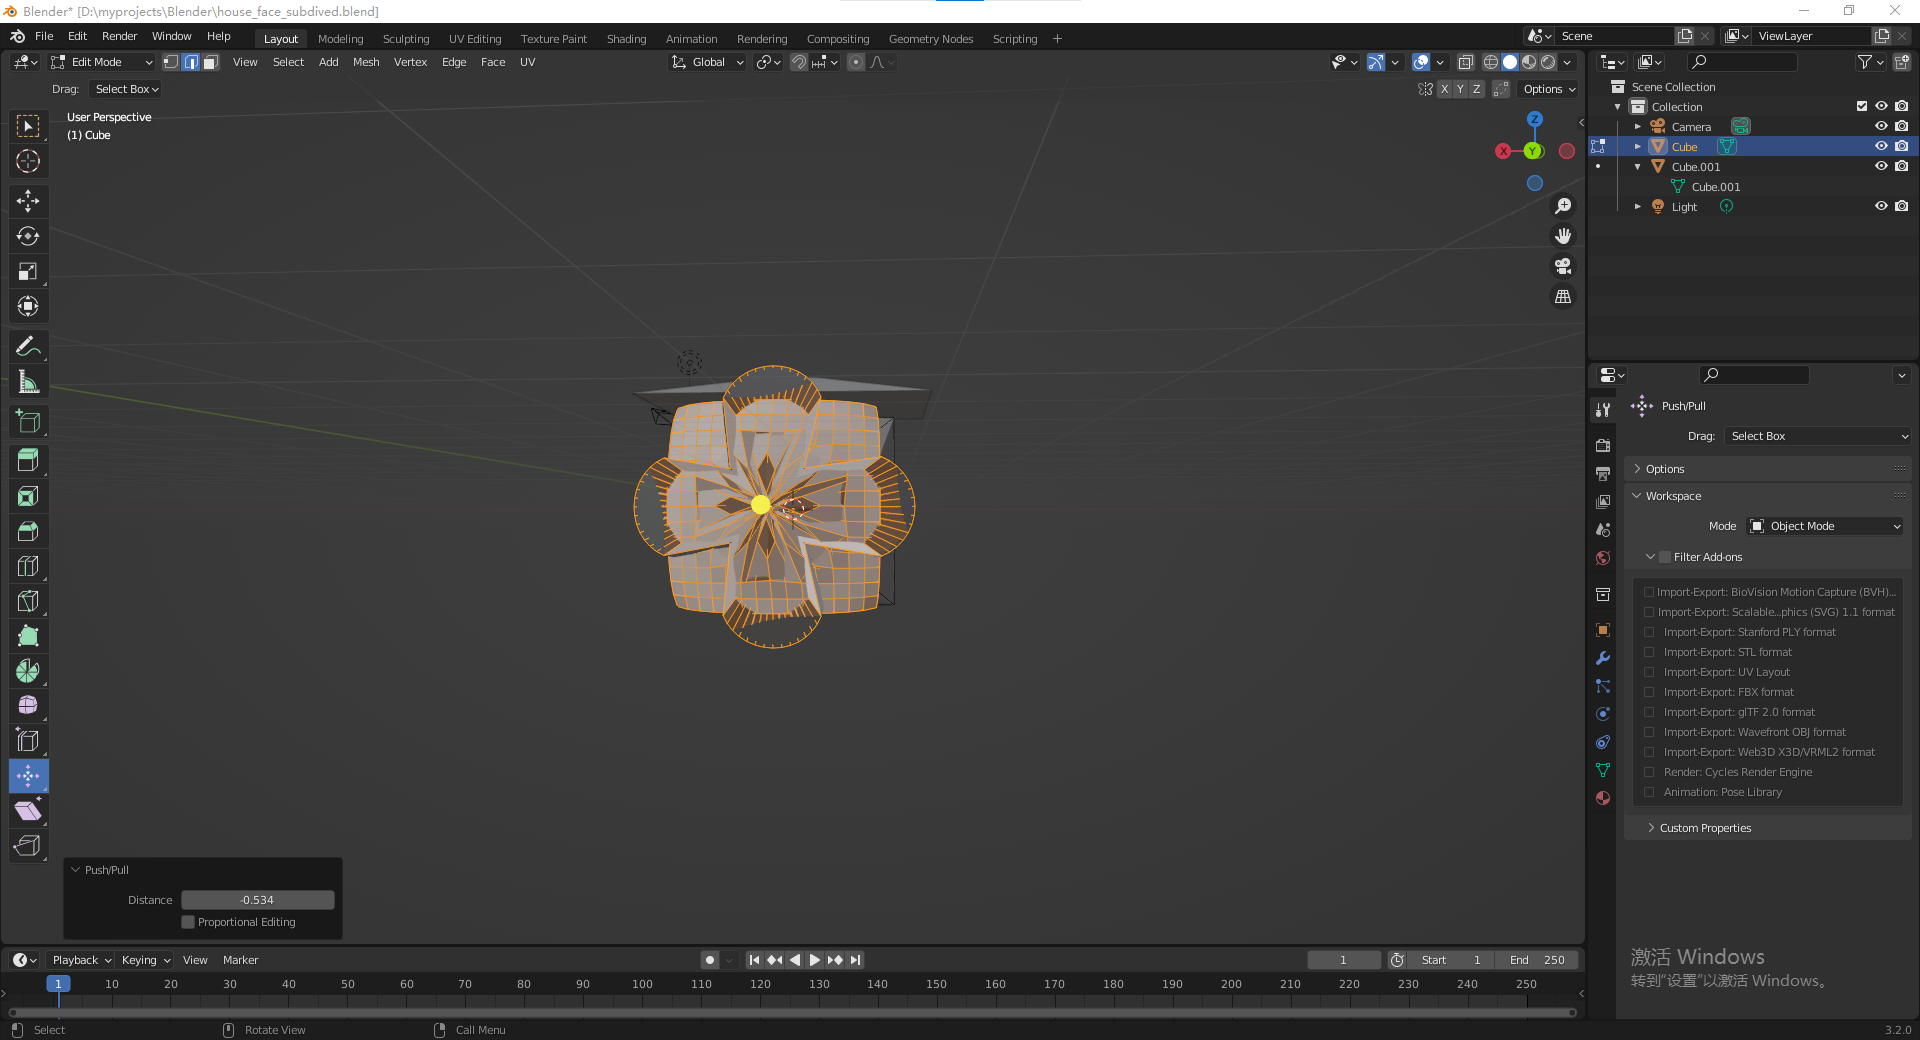 Blender* [D:\myprojects\Blender\house_face_subdived.blend]
File Edit Render Window Help Layout Modeling Sculpting UV Editing Texture Paint Shading Animation Rendering Compositing Geometry Nodes Scripting + Scene ViewLayer
Edit Mode View Select Add Mesh Vertex Edge Face UV Global
Drag: Select Box X Y Z Options
User Perspective
(1) Cube
Z
X
Y
Scene Collection
Collection
Camera
Cube
Cube.001
Cube.001
Light
Push/Pull
Drag: Select Box
Options
Workspace
Mode Object Mode
Filter Add-ons
Import-Export: BioVision Motion Capture (BVH)...
Import-Export: Scalable...phics (SVG) 1.1 format
Import-Export: Stanford PLY format
Import-Export: STL format
Import-Export: UV Layout
Import-Export: FBX format
Import-Export: glTF 2.0 format
Import-Export: Wavefront OBJ format
Import-Export: Web3D X3D/VRML2 format
Render: Cycles Render Engine
Animation: Pose Library
Custom Properties
Push/Pull
Distance -0.534
Proportional Editing
Playback Keying View Marker 1 Start 1 End 250
1 10 20 30 40 50 60 70 80 90 100 110 120 130 140 150 160 170 180 190 200 210 220 230 240 250
激活 Windows
转到“设置”以激活 Windows。
Select Rotate View Call Menu 3.2.0